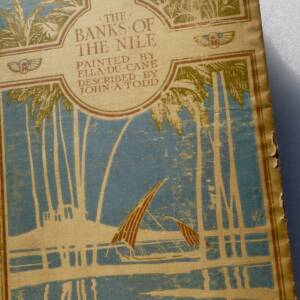 · THE ·
BANKS OF
THE NILE
PAINTED · BY
ELLA · DU · CANE
DESCRIBED · BY
JOHN · A · TODD